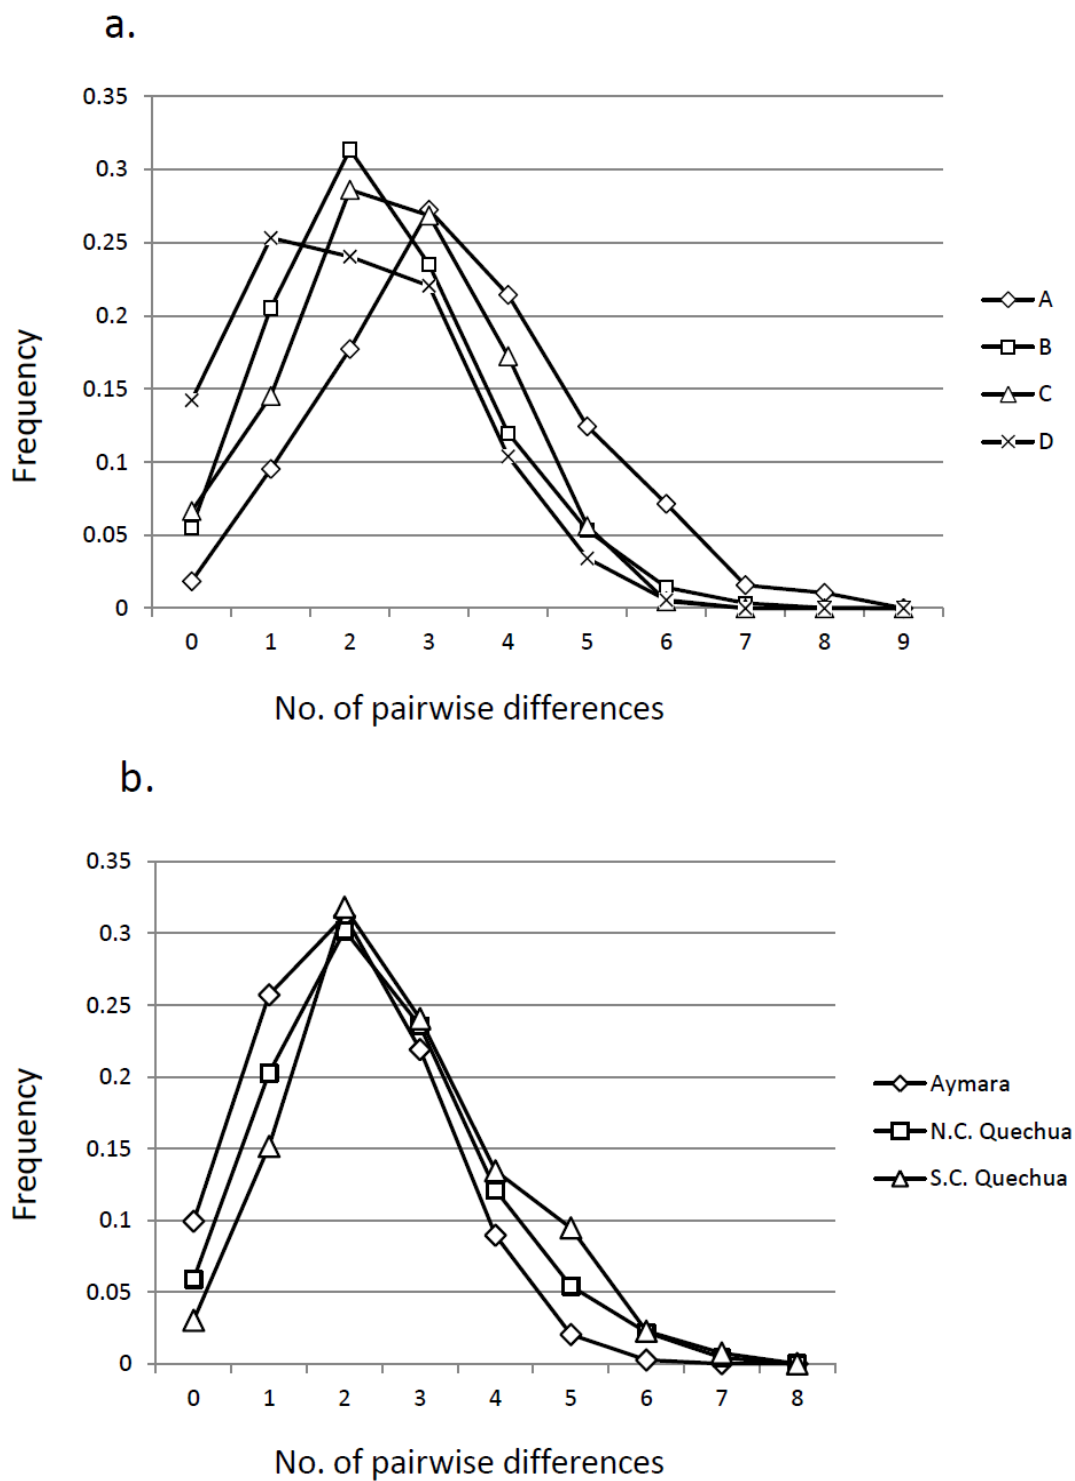 a.
0.35
0.3
0.25
0.2
0.15
0.1
0.05
0
Frequency
0 1 2 3 4 5 6 7 8 9
No. of pairwise differences
A
B
C
D
b.
0.35
0.3
0.25
0.2
0.15
0.1
0.05
0
Frequency
0 1 2 3 4 5 6 7 8
No. of pairwise differences
Aymara
N.C. Quechua
S.C. Quechua